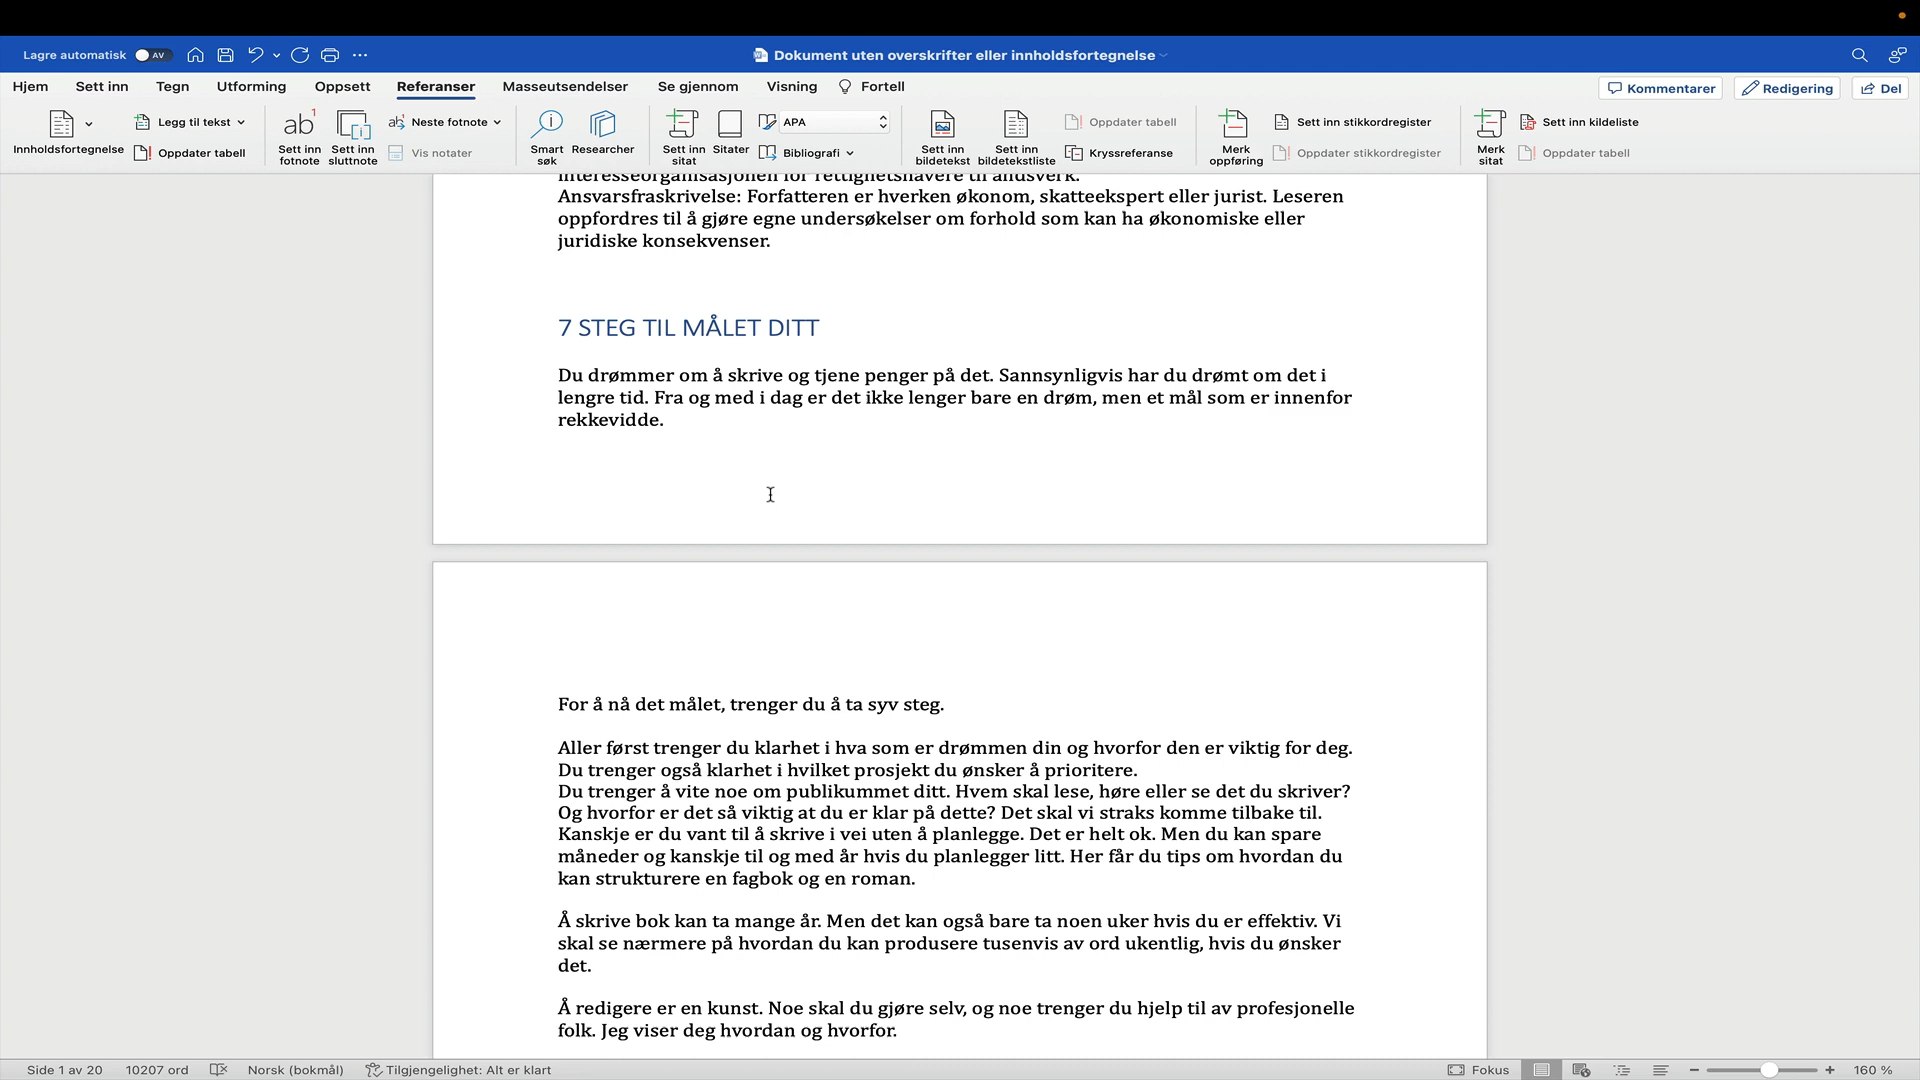 Lagre automatisk AV
Dokument uten overskrifter eller innholdsfortegnelse
Hjem Sett inn Tegn Utforming Oppsett Referanser Masseutsendelser Se gjennom Visning Fortell Kommentarer Redigering Del
Innholdsfortegnelse
Legg til tekst
Oppdater tabell
ab 1
Sett inn
fotnote
Sett inn
sluttnote
Neste fotnote
Vis notater
Smart
søk
Researcher
Sett inn
sitat
Sitater
APA
Bibliografi
Sett inn
bildetekst
Sett inn
bildetekstliste
Oppdater tabell
Kryssreferanse
Merk
oppføring
Sett inn stikkordregister
Oppdater stikkordregister
Merk
sitat
Sett inn kildeliste
Oppdater tabell
interesseorganisasjonen for rettighetshavere til åndsverk.
Ansvarsfraskrivelse: Forfatteren er hverken økonom, skatteekspert eller jurist. Leseren
oppfordres til å gjøre egne undersøkelser om forhold som kan ha økonomiske eller
juridiske konsekvenser.
7 STEG TIL MÅLET DITT
Du drømmer om å skrive og tjene penger på det. Sannsynligvis har du drømt om det i
lengre tid. Fra og med i dag er det ikke lenger bare en drøm, men et mål som er innenfor
rekkevidde.
For å nå det målet, trenger du å ta syv steg.
Aller først trenger du klarhet i hva som er drømmen din og hvorfor den er viktig for deg.
Du trenger også klarhet i hvilket prosjekt du ønsker å prioritere.
Du trenger å vite noe om publikummet ditt. Hvem skal lese, høre eller se det du skriver?
Og hvorfor er det så viktig at du er klar på dette? Det skal vi straks komme tilbake til.
Kanskje er du vant til å skrive i vei uten å planlegge. Det er helt ok. Men du kan spare
måneder og kanskje til og med år hvis du planlegger litt. Her får du tips om hvordan du
kan strukturere en fagbok og en roman.
Å skrive bok kan ta mange år. Men det kan også bare ta noen uker hvis du er effektiv. Vi
skal se nærmere på hvordan du kan produsere tusenvis av ord ukentlig, hvis du ønsker
det.
Å redigere er en kunst. Noe skal du gjøre selv, og noe trenger du hjelp til av profesjonelle
folk. Jeg viser deg hvordan og hvorfor.
Side 1 av 20 10207 ord Norsk (bokmål) Tilgjengelighet: Alt er klart Fokus 160 %